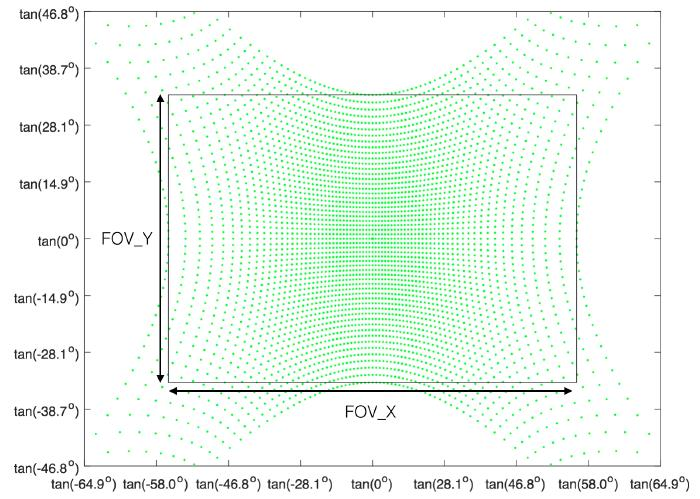 tan(46.8°)
tan(38.7°)
tan(28.1°)
tan(14.9°)
FOV_Y
tan(0°)
tan(-14.9°)
tan(-28.1°)
tan(-38.7°)
FOV_X
tan(-46.8°)
tan(-64.9°) tan(-58.0°) tan(-46.8°) tan(-28.1°) tan(0°) tan(28.1°) tan(46.8°) tan(58.0°) tan(64.9°)